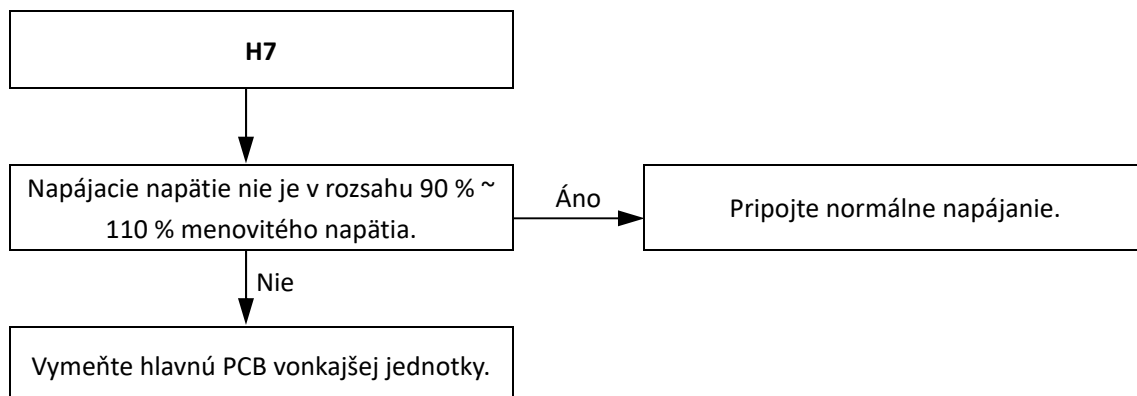 H7
Napájacie napätie nie je v rozsahu 90 % ~
110 % menovitého napätia.
Áno
Pripojte normálne napájanie.
Nie
Vymeňte hlavnú PCB vonkajšej jednotky.